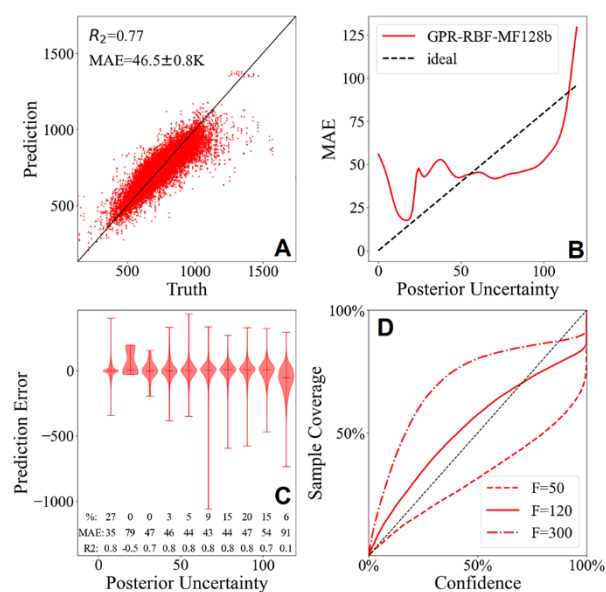 R₂=0.77
MAE=46.5±0.8K
1500
1000
500
Prediction
500 1000 1500
Truth
A
GPR-RBF-MF128b
ideal
125
100
75
50
25
0
MAE
0 50 100
Posterior Uncertainty
B
0
−500
−1000
Prediction Error
C
%: 27 0 0 3 5 9 15 20 15 6
MAE:35 79 47 46 44 43 44 47 54 91
R2: 0.8 -0.5 0.7 0.8 0.8 0.8 0.8 0.8 0.7 0.1
0 50 100
Posterior Uncertainty
D
100%
50%
Sample Coverage
F=50
F=120
F=300
0% 50% 100%
Confidence